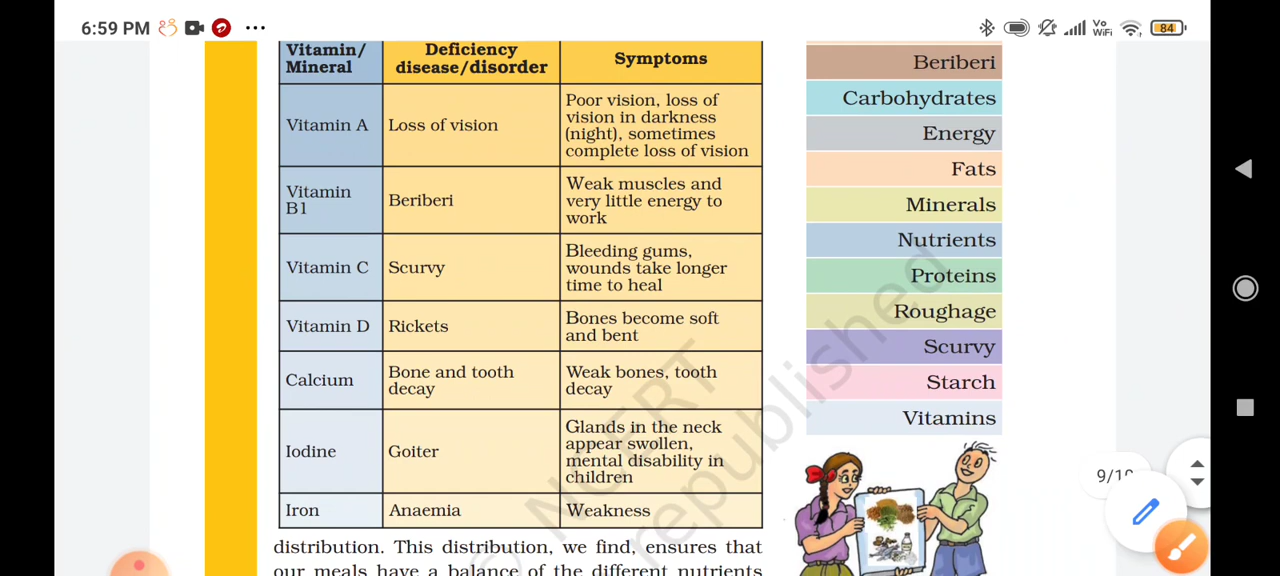 6:59 PM
Vo
WiFi
84
Vitamin/
Mineral
Deficiency
disease/disorder
Symptoms
Vitamin A
Loss of vision
Poor vision, loss of
vision in darkness
(night), sometimes
complete loss of vision
Vitamin
B1
Beriberi
Weak muscles and
very little energy to
work
Vitamin C
Scurvy
Bleeding gums,
wounds take longer
time to heal
Vitamin D
Rickets
Bones become soft
and bent
Calcium
Bone and tooth
decay
Weak bones, tooth
decay
Iodine
Goiter
Glands in the neck
appear swollen,
mental disability in
children
Iron
Anaemia
Weakness
distribution. This distribution, we find, ensures that
our meals have a balance of the different nutrients
Beriberi
Carbohydrates
Energy
Fats
Minerals
Nutrients
Proteins
Roughage
Scurvy
Starch
Vitamins
© NCERT
republished